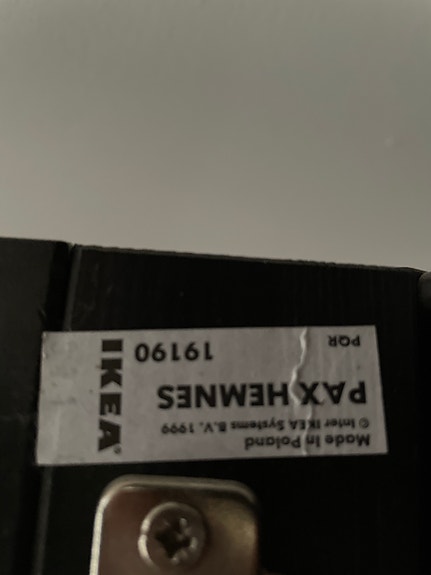 Made in Poland
© Inter IKEA Systems B.V. 1999
PAX HEMNES
PQR
19190
IKEA®